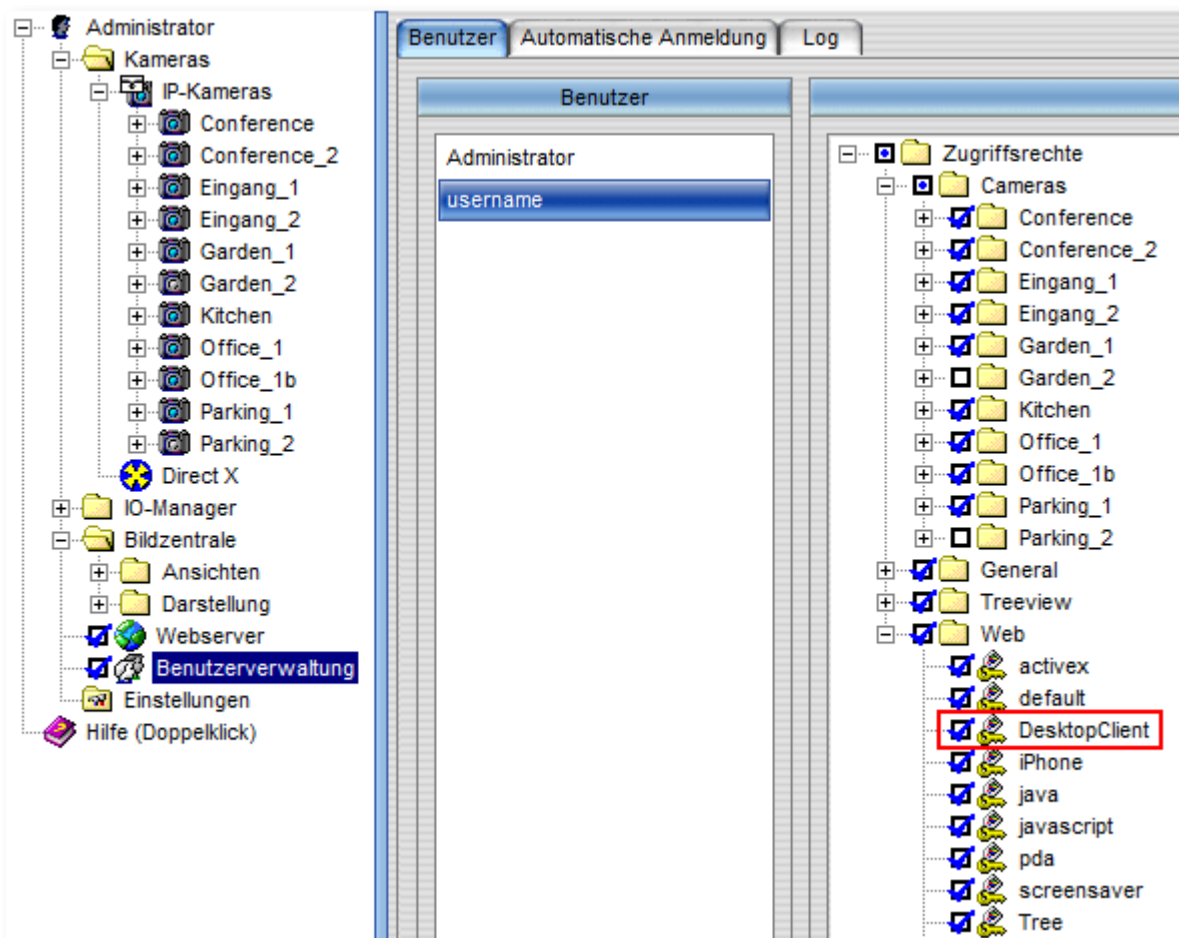 Administrator
Kameras
IP-Kameras
Conference
Conference_2
Eingang_1
Eingang_2
Garden_1
Garden_2
Kitchen
Office_1
Office_1b
Parking_1
Parking_2
Direct X
IO-Manager
Bildzentrale
Ansichten
Darstellung
Webserver
Benutzerverwaltung
Einstellungen
Hilfe (Doppelklick)
Benutzer Automatische Anmeldung Log
Benutzer
Administrator
username
Zugriffsrechte
Cameras
Conference
Conference_2
Eingang_1
Eingang_2
Garden_1
Garden_2
Kitchen
Office_1
Office_1b
Parking_1
Parking_2
General
Treeview
Web
activex
default
DesktopClient
iPhone
java
javascript
pda
screensaver
Tree